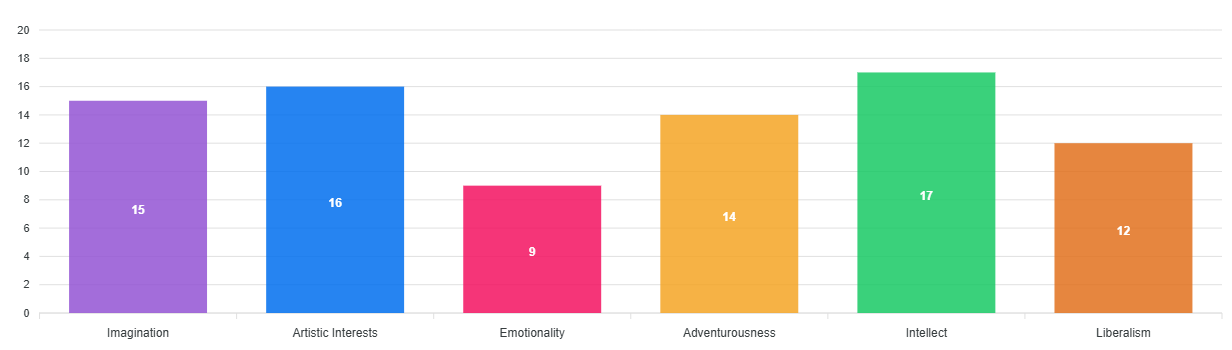 20
18
16
14
12
10
8
6
4
2
0
15
16
9
14
17
12
Imagination
Artistic Interests
Emotionality
Adventurousness
Intellect
Liberalism